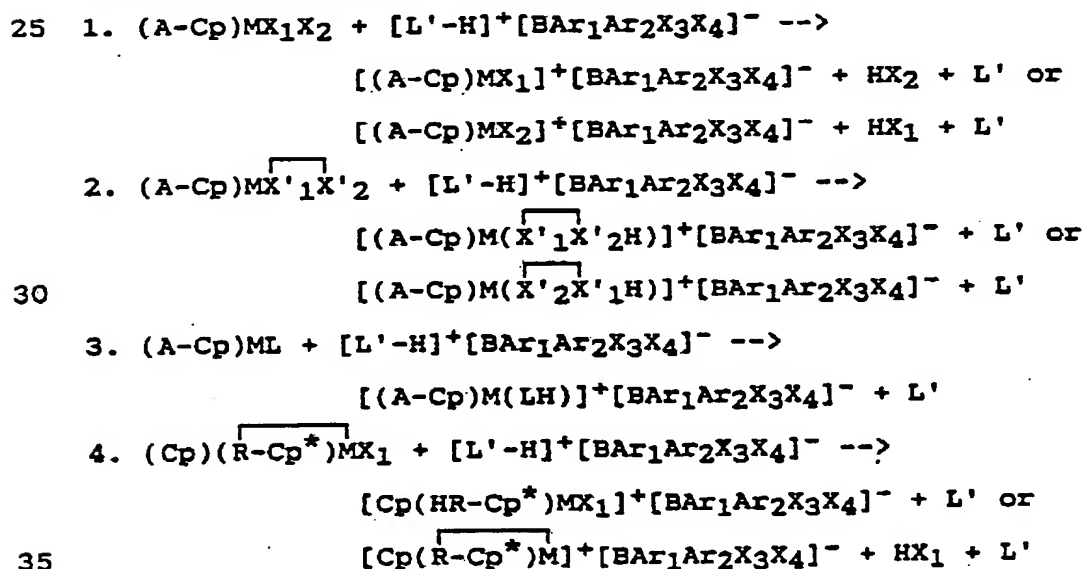 25 1. (A-Cp)MX₁X₂ + [L'-H]⁺[BAr₁Ar₂X₃X₄]⁻ -->
[(A-Cp)MX₁]⁺[BAr₁Ar₂X₃X₄]⁻ + HX₂ + L' or
[(A-Cp)MX₂]⁺[BAr₁Ar₂X₃X₄]⁻ + HX₁ + L'
2. (A-Cp)MX'₁X'₂ + [L'-H]⁺[BAr₁Ar₂X₃X₄]⁻ -->
[(A-Cp)M(X'₁X'₂H)]⁺[BAr₁Ar₂X₃X₄]⁻ + L' or
30 [(A-Cp)M(X'₂X'₁H)]⁺[BAr₁Ar₂X₃X₄]⁻ + L'
3. (A-Cp)ML + [L'-H]⁺[BAr₁Ar₂X₃X₄]⁻ -->
[(A-Cp)M(LH)]⁺[BAr₁Ar₂X₃X₄]⁻ + L'
4. (Cp)(R-Cp*)MX₁ + [L'-H]⁺[BAr₁Ar₂X₃X₄]⁻ -->
[Cp(HR-Cp*)MX₁]⁺[BAr₁Ar₂X₃X₄]⁻ + L' or
35 [Cp(R-Cp*)M]⁺[BAr₁Ar₂X₃X₄]⁻ + HX₁ + L'